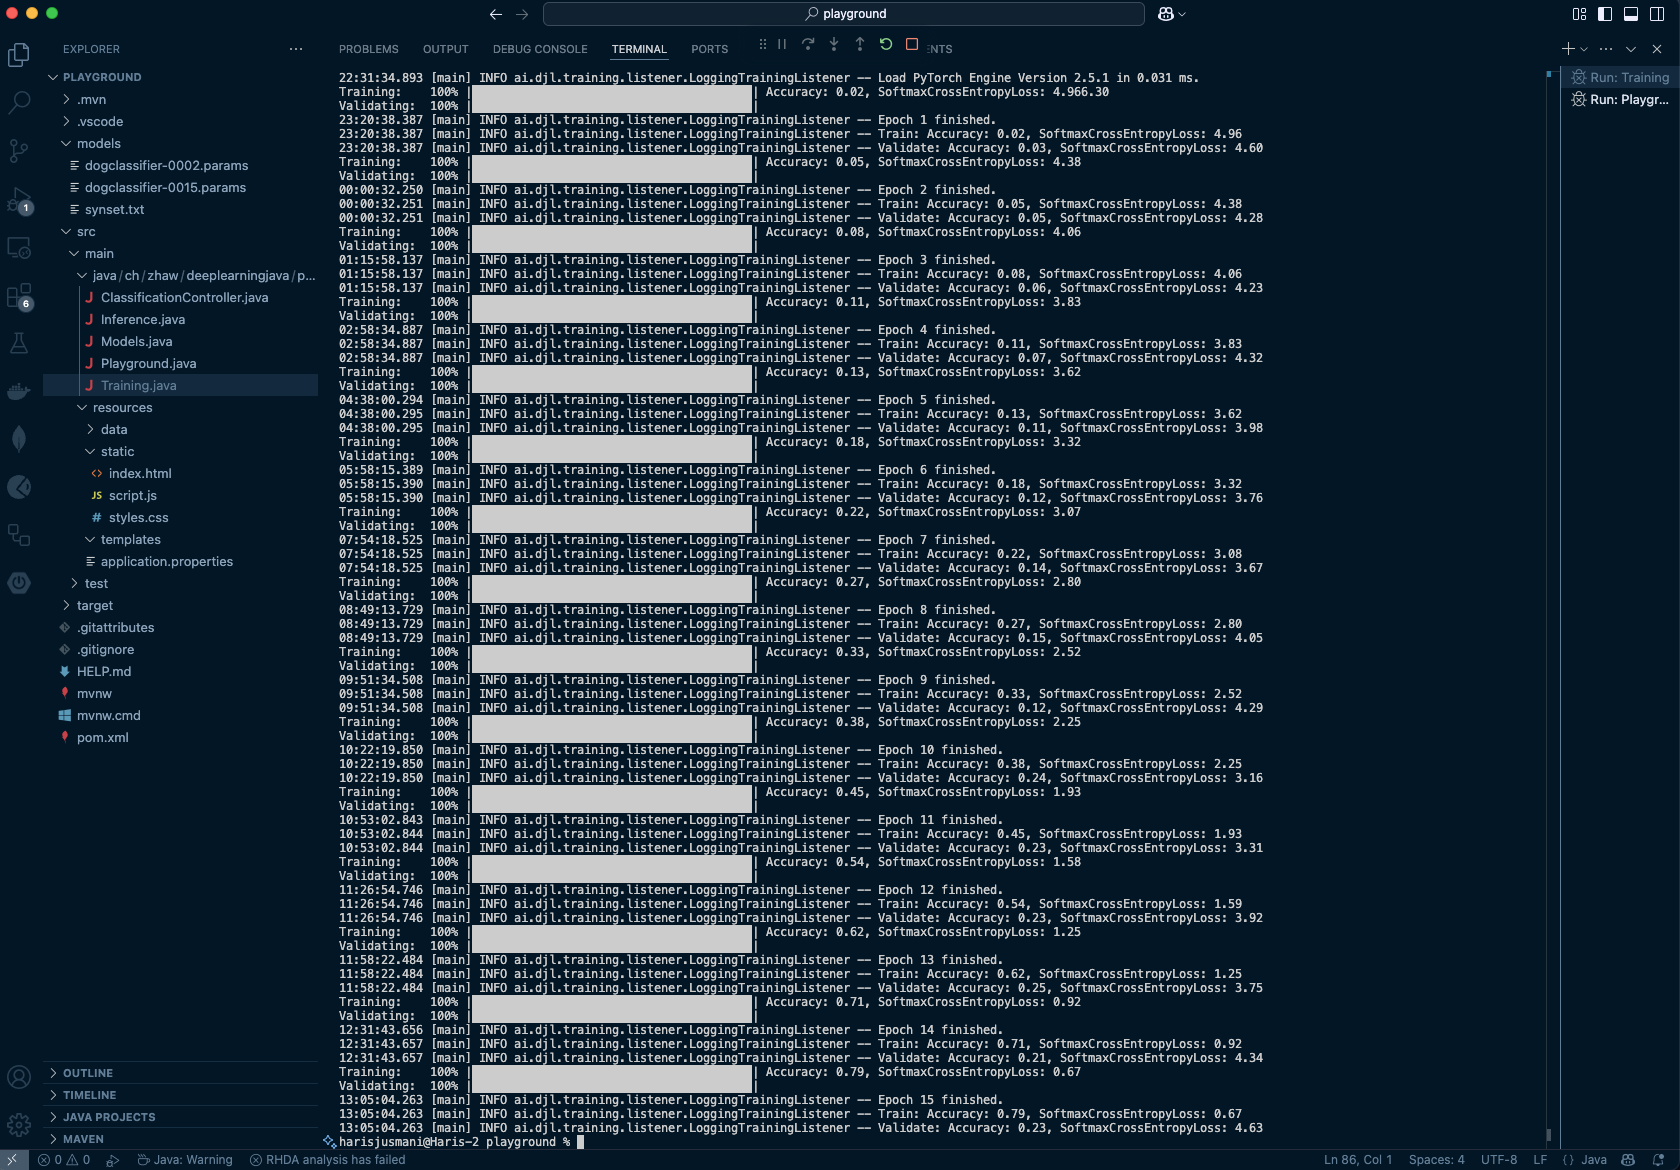 playground
EXPLORER
PLAYGROUND
.mvn
.vscode
models
dogclassifier-0002.params
dogclassifier-0015.params
synset.txt
src
main
java/ch/zhaw/deeplearningjava/p...
ClassificationController.java
Inference.java
Models.java
Playground.java
Training.java
resources
data
static
index.html
JS script.js
# styles.css
templates
application.properties
test
target
.gitattributes
.gitignore
HELP.md
mvnw
mvnw.cmd
pom.xml
OUTLINE
TIMELINE
JAVA PROJECTS
MAVEN
1
6
PROBLEMS OUTPUT DEBUG CONSOLE TERMINAL PORTS ENTS
Run: Training
Run: Playgr...
22:31:34.893 [main] INFO ai.djl.training.listener.LoggingTrainingListener -- Load PyTorch Engine Version 2.5.1 in 0.031 ms.
Training: 100% | | Accuracy: 0.02, SoftmaxCrossEntropyLoss: 4.966.30
Validating: 100% | |
23:20:38.387 [main] INFO ai.djl.training.listener.LoggingTrainingListener -- Epoch 1 finished.
23:20:38.387 [main] INFO ai.djl.training.listener.LoggingTrainingListener -- Train: Accuracy: 0.02, SoftmaxCrossEntropyLoss: 4.96
23:20:38.387 [main] INFO ai.djl.training.listener.LoggingTrainingListener -- Validate: Accuracy: 0.03, SoftmaxCrossEntropyLoss: 4.60
Training: 100% | | Accuracy: 0.05, SoftmaxCrossEntropyLoss: 4.38
Validating: 100% | |
00:00:32.250 [main] INFO ai.djl.training.listener.LoggingTrainingListener -- Epoch 2 finished.
00:00:32.251 [main] INFO ai.djl.training.listener.LoggingTrainingListener -- Train: Accuracy: 0.05, SoftmaxCrossEntropyLoss: 4.38
00:00:32.251 [main] INFO ai.djl.training.listener.LoggingTrainingListener -- Validate: Accuracy: 0.05, SoftmaxCrossEntropyLoss: 4.28
Training: 100% | | Accuracy: 0.08, SoftmaxCrossEntropyLoss: 4.06
Validating: 100% | |
01:15:58.137 [main] INFO ai.djl.training.listener.LoggingTrainingListener -- Epoch 3 finished.
01:15:58.137 [main] INFO ai.djl.training.listener.LoggingTrainingListener -- Train: Accuracy: 0.08, SoftmaxCrossEntropyLoss: 4.06
01:15:58.137 [main] INFO ai.djl.training.listener.LoggingTrainingListener -- Validate: Accuracy: 0.06, SoftmaxCrossEntropyLoss: 4.23
Training: 100% | | Accuracy: 0.11, SoftmaxCrossEntropyLoss: 3.83
Validating: 100% | |
02:58:34.887 [main] INFO ai.djl.training.listener.LoggingTrainingListener -- Epoch 4 finished.
02:58:34.887 [main] INFO ai.djl.training.listener.LoggingTrainingListener -- Train: Accuracy: 0.11, SoftmaxCrossEntropyLoss: 3.83
02:58:34.887 [main] INFO ai.djl.training.listener.LoggingTrainingListener -- Validate: Accuracy: 0.07, SoftmaxCrossEntropyLoss: 4.32
Training: 100% | | Accuracy: 0.13, SoftmaxCrossEntropyLoss: 3.62
Validating: 100% | |
04:38:00.294 [main] INFO ai.djl.training.listener.LoggingTrainingListener -- Epoch 5 finished.
04:38:00.295 [main] INFO ai.djl.training.listener.LoggingTrainingListener -- Train: Accuracy: 0.13, SoftmaxCrossEntropyLoss: 3.62
04:38:00.295 [main] INFO ai.djl.training.listener.LoggingTrainingListener -- Validate: Accuracy: 0.11, SoftmaxCrossEntropyLoss: 3.98
Training: 100% | | Accuracy: 0.18, SoftmaxCrossEntropyLoss: 3.32
Validating: 100% | |
05:58:15.389 [main] INFO ai.djl.training.listener.LoggingTrainingListener -- Epoch 6 finished.
05:58:15.390 [main] INFO ai.djl.training.listener.LoggingTrainingListener -- Train: Accuracy: 0.18, SoftmaxCrossEntropyLoss: 3.32
05:58:15.390 [main] INFO ai.djl.training.listener.LoggingTrainingListener -- Validate: Accuracy: 0.12, SoftmaxCrossEntropyLoss: 3.76
Training: 100% | | Accuracy: 0.22, SoftmaxCrossEntropyLoss: 3.07
Validating: 100% | |
07:54:18.525 [main] INFO ai.djl.training.listener.LoggingTrainingListener -- Epoch 7 finished.
07:54:18.525 [main] INFO ai.djl.training.listener.LoggingTrainingListener -- Train: Accuracy: 0.22, SoftmaxCrossEntropyLoss: 3.08
07:54:18.525 [main] INFO ai.djl.training.listener.LoggingTrainingListener -- Validate: Accuracy: 0.14, SoftmaxCrossEntropyLoss: 3.67
Training: 100% | | Accuracy: 0.27, SoftmaxCrossEntropyLoss: 2.80
Validating: 100% | |
08:49:13.729 [main] INFO ai.djl.training.listener.LoggingTrainingListener -- Epoch 8 finished.
08:49:13.729 [main] INFO ai.djl.training.listener.LoggingTrainingListener -- Train: Accuracy: 0.27, SoftmaxCrossEntropyLoss: 2.80
08:49:13.729 [main] INFO ai.djl.training.listener.LoggingTrainingListener -- Validate: Accuracy: 0.15, SoftmaxCrossEntropyLoss: 4.05
Training: 100% | | Accuracy: 0.33, SoftmaxCrossEntropyLoss: 2.52
Validating: 100% | |
09:51:34.508 [main] INFO ai.djl.training.listener.LoggingTrainingListener -- Epoch 9 finished.
09:51:34.508 [main] INFO ai.djl.training.listener.LoggingTrainingListener -- Train: Accuracy: 0.33, SoftmaxCrossEntropyLoss: 2.52
09:51:34.508 [main] INFO ai.djl.training.listener.LoggingTrainingListener -- Validate: Accuracy: 0.12, SoftmaxCrossEntropyLoss: 4.29
Training: 100% | | Accuracy: 0.38, SoftmaxCrossEntropyLoss: 2.25
Validating: 100% | |
10:22:19.850 [main] INFO ai.djl.training.listener.LoggingTrainingListener -- Epoch 10 finished.
10:22:19.850 [main] INFO ai.djl.training.listener.LoggingTrainingListener -- Train: Accuracy: 0.38, SoftmaxCrossEntropyLoss: 2.25
10:22:19.850 [main] INFO ai.djl.training.listener.LoggingTrainingListener -- Validate: Accuracy: 0.24, SoftmaxCrossEntropyLoss: 3.16
Training: 100% | | Accuracy: 0.45, SoftmaxCrossEntropyLoss: 1.93
Validating: 100% | |
10:53:02.843 [main] INFO ai.djl.training.listener.LoggingTrainingListener -- Epoch 11 finished.
10:53:02.844 [main] INFO ai.djl.training.listener.LoggingTrainingListener -- Train: Accuracy: 0.45, SoftmaxCrossEntropyLoss: 1.93
10:53:02.844 [main] INFO ai.djl.training.listener.LoggingTrainingListener -- Validate: Accuracy: 0.23, SoftmaxCrossEntropyLoss: 3.31
Training: 100% | | Accuracy: 0.54, SoftmaxCrossEntropyLoss: 1.58
Validating: 100% | |
11:26:54.746 [main] INFO ai.djl.training.listener.LoggingTrainingListener -- Epoch 12 finished.
11:26:54.746 [main] INFO ai.djl.training.listener.LoggingTrainingListener -- Train: Accuracy: 0.54, SoftmaxCrossEntropyLoss: 1.59
11:26:54.746 [main] INFO ai.djl.training.listener.LoggingTrainingListener -- Validate: Accuracy: 0.23, SoftmaxCrossEntropyLoss: 3.92
Training: 100% | | Accuracy: 0.62, SoftmaxCrossEntropyLoss: 1.25
Validating: 100% | |
11:58:22.484 [main] INFO ai.djl.training.listener.LoggingTrainingListener -- Epoch 13 finished.
11:58:22.484 [main] INFO ai.djl.training.listener.LoggingTrainingListener -- Train: Accuracy: 0.62, SoftmaxCrossEntropyLoss: 1.25
11:58:22.484 [main] INFO ai.djl.training.listener.LoggingTrainingListener -- Validate: Accuracy: 0.25, SoftmaxCrossEntropyLoss: 3.75
Training: 100% | | Accuracy: 0.71, SoftmaxCrossEntropyLoss: 0.92
Validating: 100% | |
12:31:43.656 [main] INFO ai.djl.training.listener.LoggingTrainingListener -- Epoch 14 finished.
12:31:43.657 [main] INFO ai.djl.training.listener.LoggingTrainingListener -- Train: Accuracy: 0.71, SoftmaxCrossEntropyLoss: 0.92
12:31:43.657 [main] INFO ai.djl.training.listener.LoggingTrainingListener -- Validate: Accuracy: 0.21, SoftmaxCrossEntropyLoss: 4.34
Training: 100% | | Accuracy: 0.79, SoftmaxCrossEntropyLoss: 0.67
Validating: 100% | |
13:05:04.263 [main] INFO ai.djl.training.listener.LoggingTrainingListener -- Epoch 15 finished.
13:05:04.263 [main] INFO ai.djl.training.listener.LoggingTrainingListener -- Train: Accuracy: 0.79, SoftmaxCrossEntropyLoss: 0.67
13:05:04.263 [main] INFO ai.djl.training.listener.LoggingTrainingListener -- Validate: Accuracy: 0.23, SoftmaxCrossEntropyLoss: 4.63
harisjusmani@Haris-2 playground %
0 0 Java: Warning RHDA analysis has failed Ln 86, Col 1 Spaces: 4 UTF-8 LF {} Java